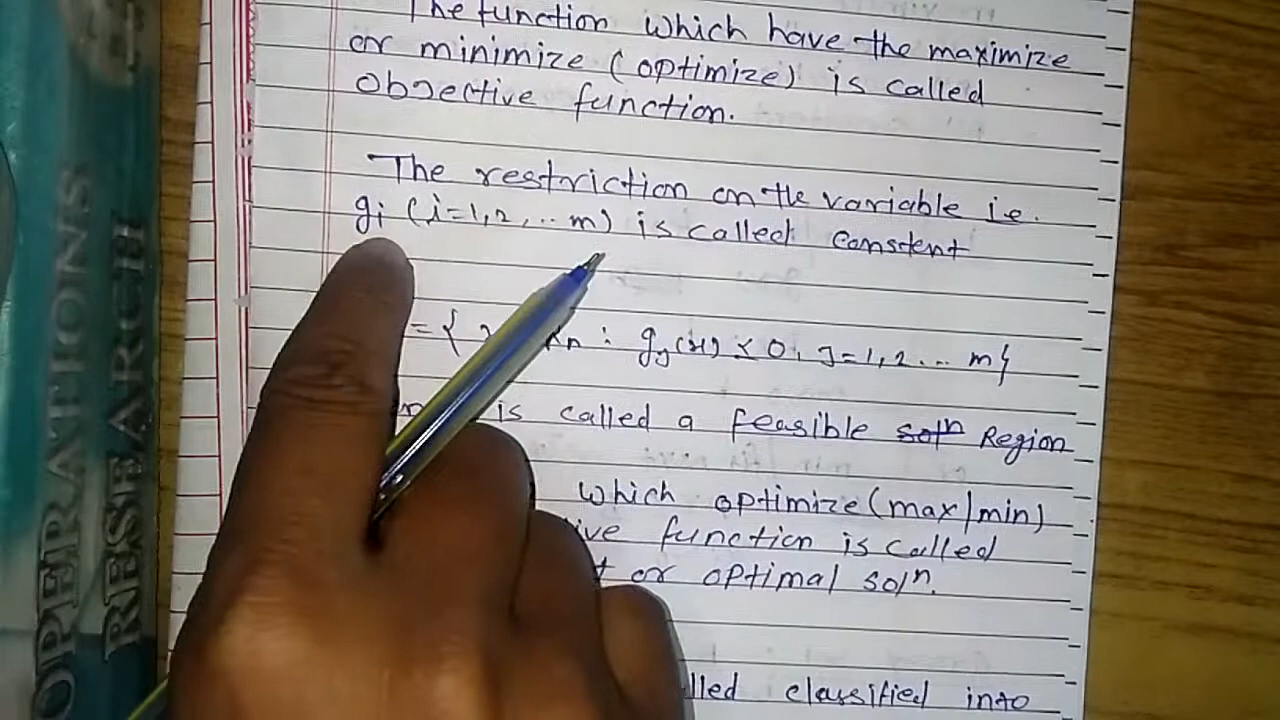 The function which have the maximize
or minimize (optimize) is called
Objective function.
The restriction on the variable i.e.
gi (i=1,2, .. m) is called constent
={ : gy(x) ≤ 0, J=1,2... m}
is called a feasible soln Region
which optimize (max/min)
ive function is called
t or optimal soln.
lled classified into
OPERATIONS
RESEARCH